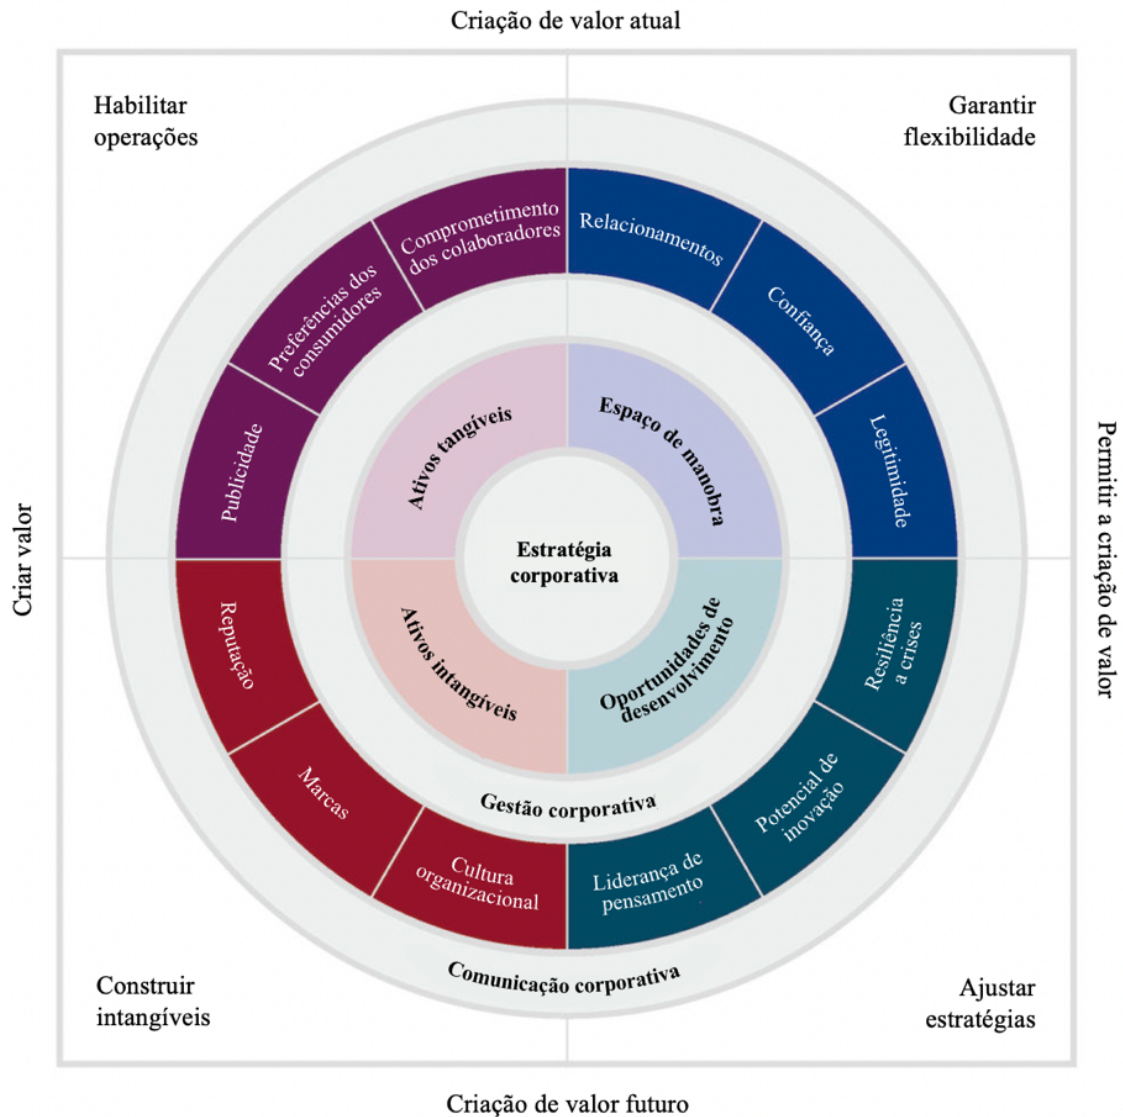 Criação de valor atual
Habilitar
operações
Garantir
flexibilidade
Comprometimento
dos colaboradores
Relacionamentos
Preferências dos
consumidores
Confiança
Publicidade
Legitimidade
Ativos tangíveis
Espaço de manobra
Criar valor
Estratégia
corporativa
Permitir a criação de valor
Ativos intangíveis
Oportunidades de
desenvolvimento
Reputação
Resiliência
a crises
Marcas
Potencial de
inovação
Gestão corporativa
Cultura
organizacional
Liderança de
pensamento
Comunicação corporativa
Construir
intangíveis
Ajustar
estratégias
Criação de valor futuro